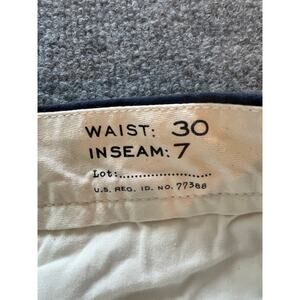 WAIST: 30
INSEAM: 7
Lot:........................
U.S. REG. ID. NO. 77388